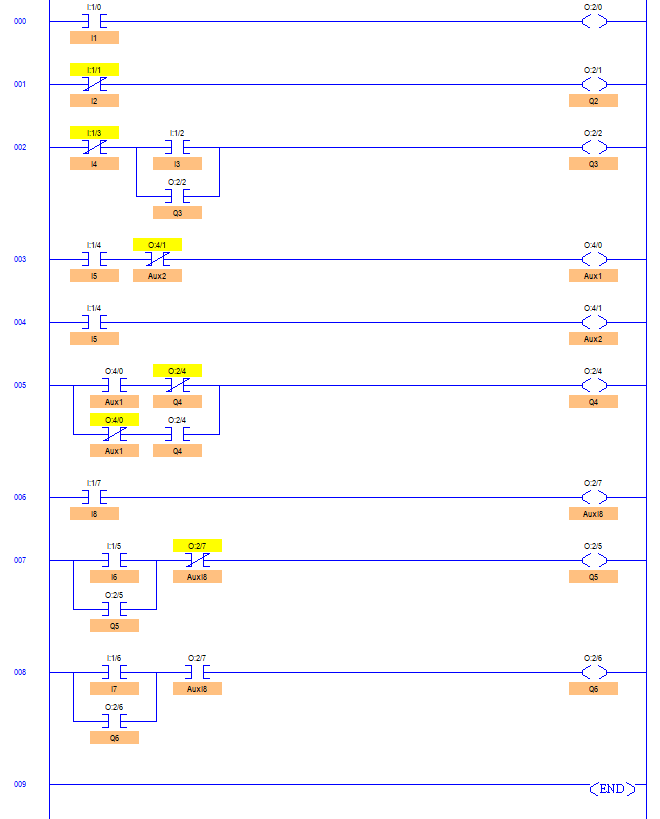 I:1/0 O:2/0
000
I1
I:1/1 O:2/1
001
I2 Q2
I:1/3 I:1/2 O:2/2
002
I4 I3 Q3
O:2/2
Q3
I:1/4 O:4/1 O:4/0
003
I5 Aux2 Aux1
I:1/4 O:4/1
004
I5 Aux2
O:4/0 O:2/4 O:2/4
005
Aux1 Q4 Q4
O:4/0 O:2/4
Aux1 Q4
I:1/7 O:2/7
006
I8 AuxI8
I:1/5 O:2/7 O:2/5
007
I6 AuxI8 Q5
O:2/5
Q5
I:1/6 O:2/7 O:2/6
008
I7 AuxI8 Q6
O:2/6
Q6
009
END